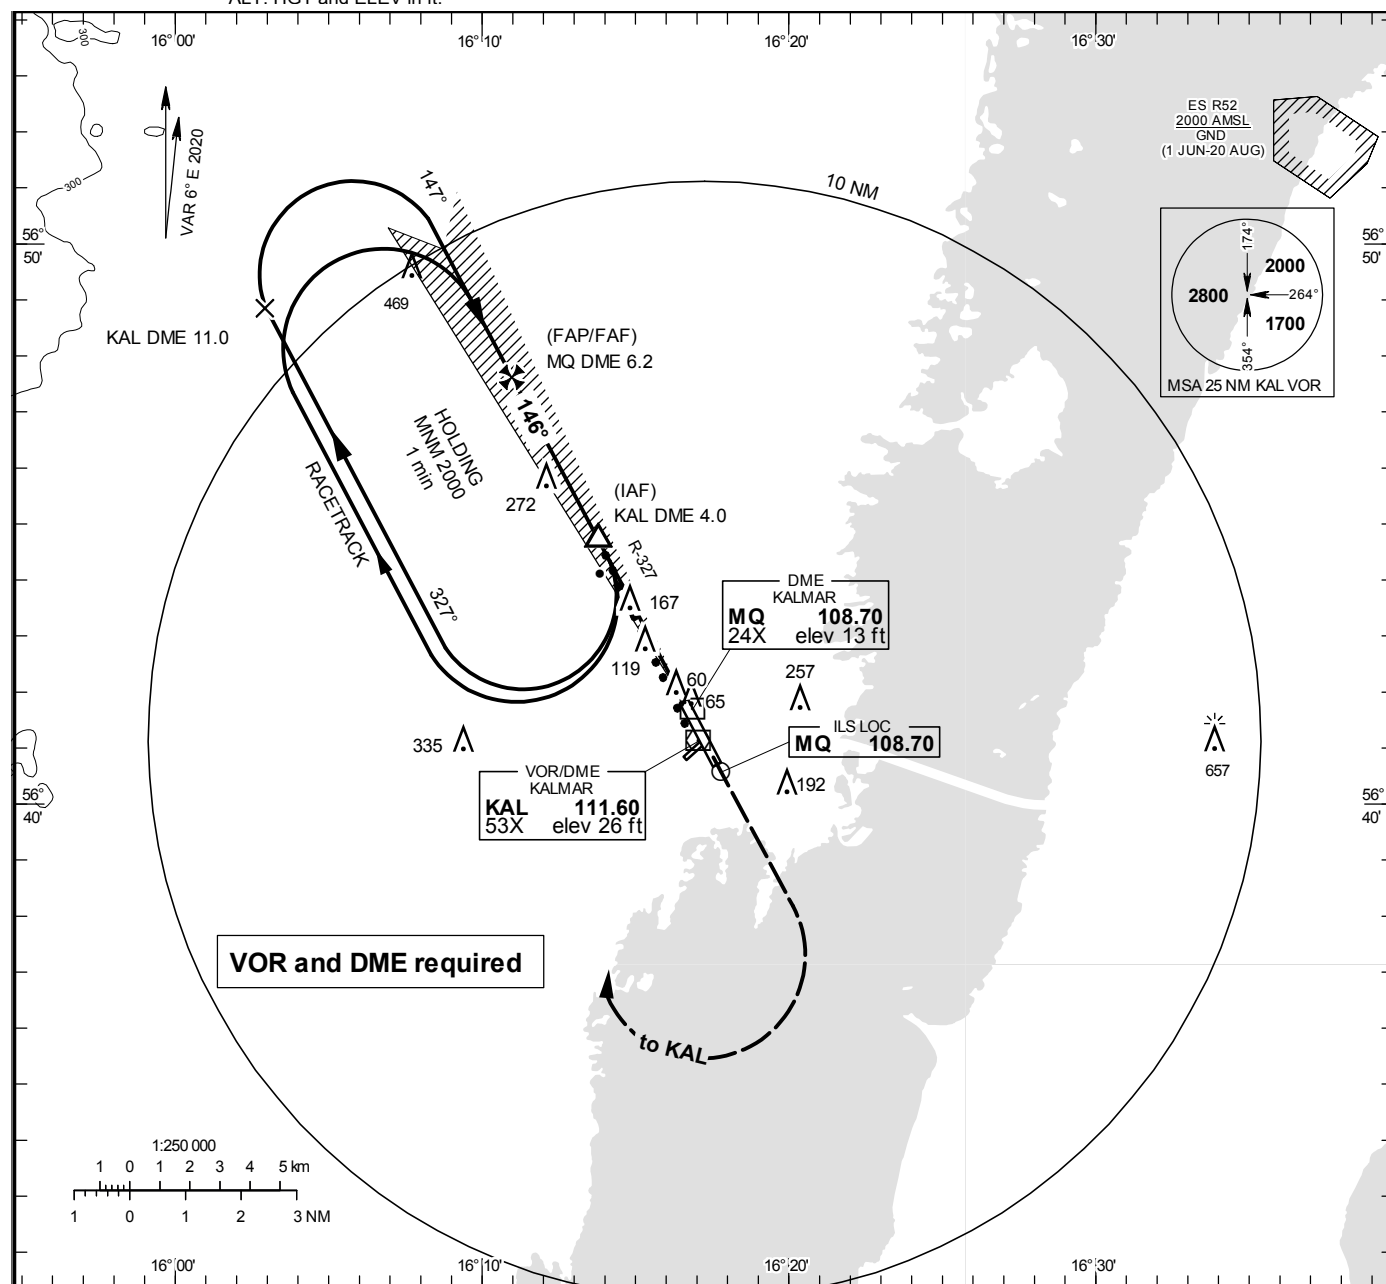 ALT. HGT and ELEV in ft.
16° 00'
16° 10'
16° 20'
16° 30'
300
300
VAR 6° E 2020
ES R52
2000 AMSL
GND
(1 JUN-20 AUG)
10 NM
147°
56°
50'
56°
50'
174°
2000
2800
264°
1700
354°
MSA 25 NM KAL VOR
469
KAL DME 11.0
(FAP/FAF)
MQ DME 6.2
146°
HOLDING
MNM 2000
1 min
RACETRACK
272
(IAF)
KAL DME 4.0
R-327
327°
DME
KALMAR
MQ 108.70
24X elev 13 ft
167
119
60
65
257
335
ILS LOC
MQ 108.70
657
192
VOR/DME
KALMAR
KAL 111.60
53X elev 26 ft
56°
40'
56°
40'
VOR and DME required
to KAL
1:250 000
1 0 1 2 3 4 5 km
1 0 1 2 3 NM
16° 00'
16° 10'
16° 20'
16° 30'